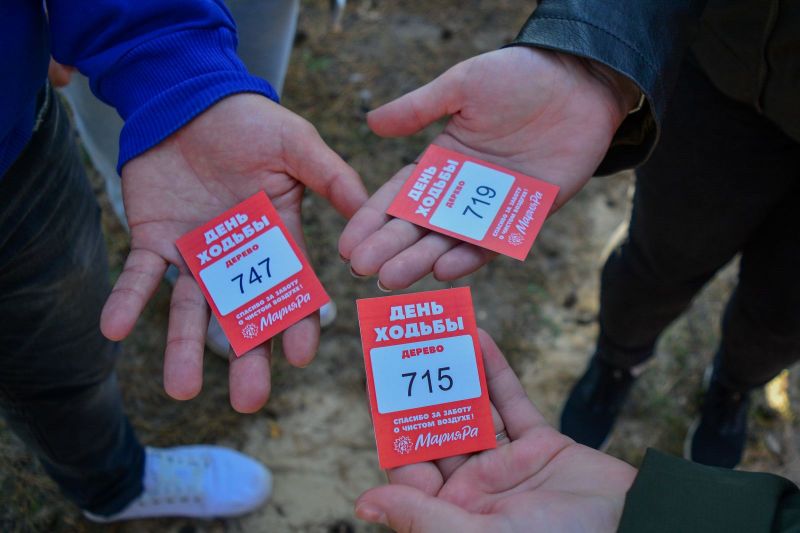 ДЕНЬ
ХОДЬБЫ
ДЕРЕВО
747
СПАСИБО ЗА ЗАБОТУ
О ЧИСТОМ ВОЗДУХЕ!
МарияРа
ДЕНЬ
ХОДЬБЫ
ДЕРЕВО
719
СПАСИБО ЗА ЗАБОТУ
О ЧИСТОМ ВОЗДУХЕ!
МарияРа
ДЕНЬ
ХОДЬБЫ
ДЕРЕВО
715
СПАСИБО ЗА ЗАБОТУ
О ЧИСТОМ ВОЗДУХЕ!
МарияРа